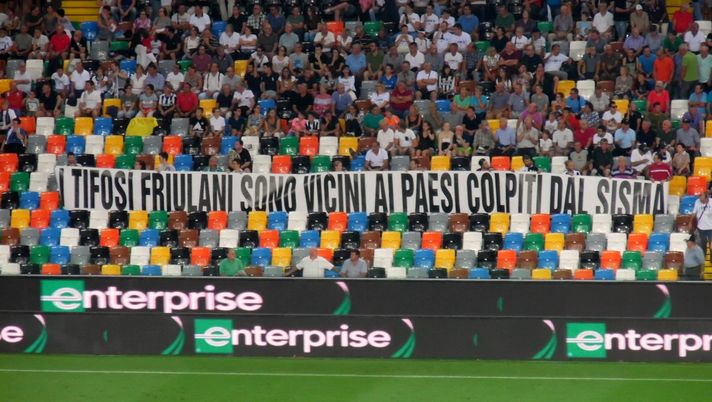 I TIFOSI FRIULANI SONO VICINI AI PAESI COLPITI DAL SISMA
enterprise
enterprise
enterprise